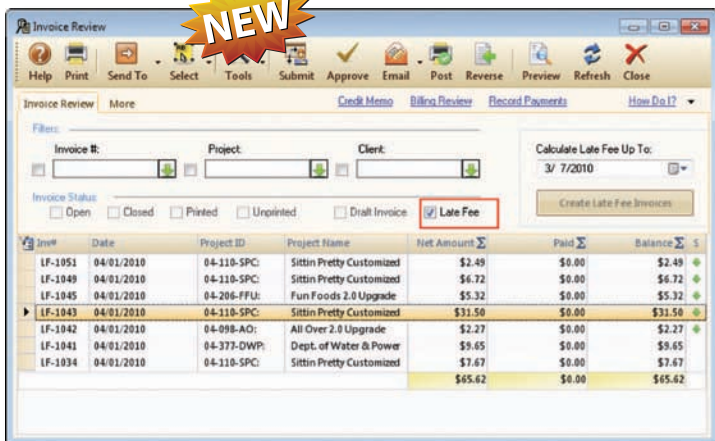 Invoice Review
NEW
Help Print Send To Select Tools Submit Approve Email Post Reverse Preview Refresh Close
Invoice Review More Credit Memo Billing Review Record Payments How Do I?
Filters:
Invoice #: Project: Client: Calculate Late Fee Up To:
3/ 7/2010
Invoice Status:
Open Closed Printed Unprinted Draft Invoice Late Fee Create Late Fee Invoices
Inv# Date Project ID Project Name Net Amount Σ Paid Σ Balance Σ S
LF-1051 04/01/2010 04-110-SPC: Sittin Pretty Customized $2.49 $0.00 $2.49
LF-1049 04/01/2010 04-110-SPC: Sittin Pretty Customized $6.72 $0.00 $6.72
LF-1045 04/01/2010 04-206-FFU: Fun Foods 2.0 Upgrade $5.32 $0.00 $5.32
LF-1043 04/01/2010 04-110-SPC: Sittin Pretty Customized $31.50 $0.00 $31.50
LF-1042 04/01/2010 04-098-AO: All Over 2.0 Upgrade $2.27 $0.00 $2.27
LF-1041 04/01/2010 04-377-DWP: Dept. of Water & Power $9.65 $0.00 $9.65
LF-1034 04/01/2010 04-110-SPC: Sittin Pretty Customized $7.67 $0.00 $7.67
$65.62 $0.00 $65.62